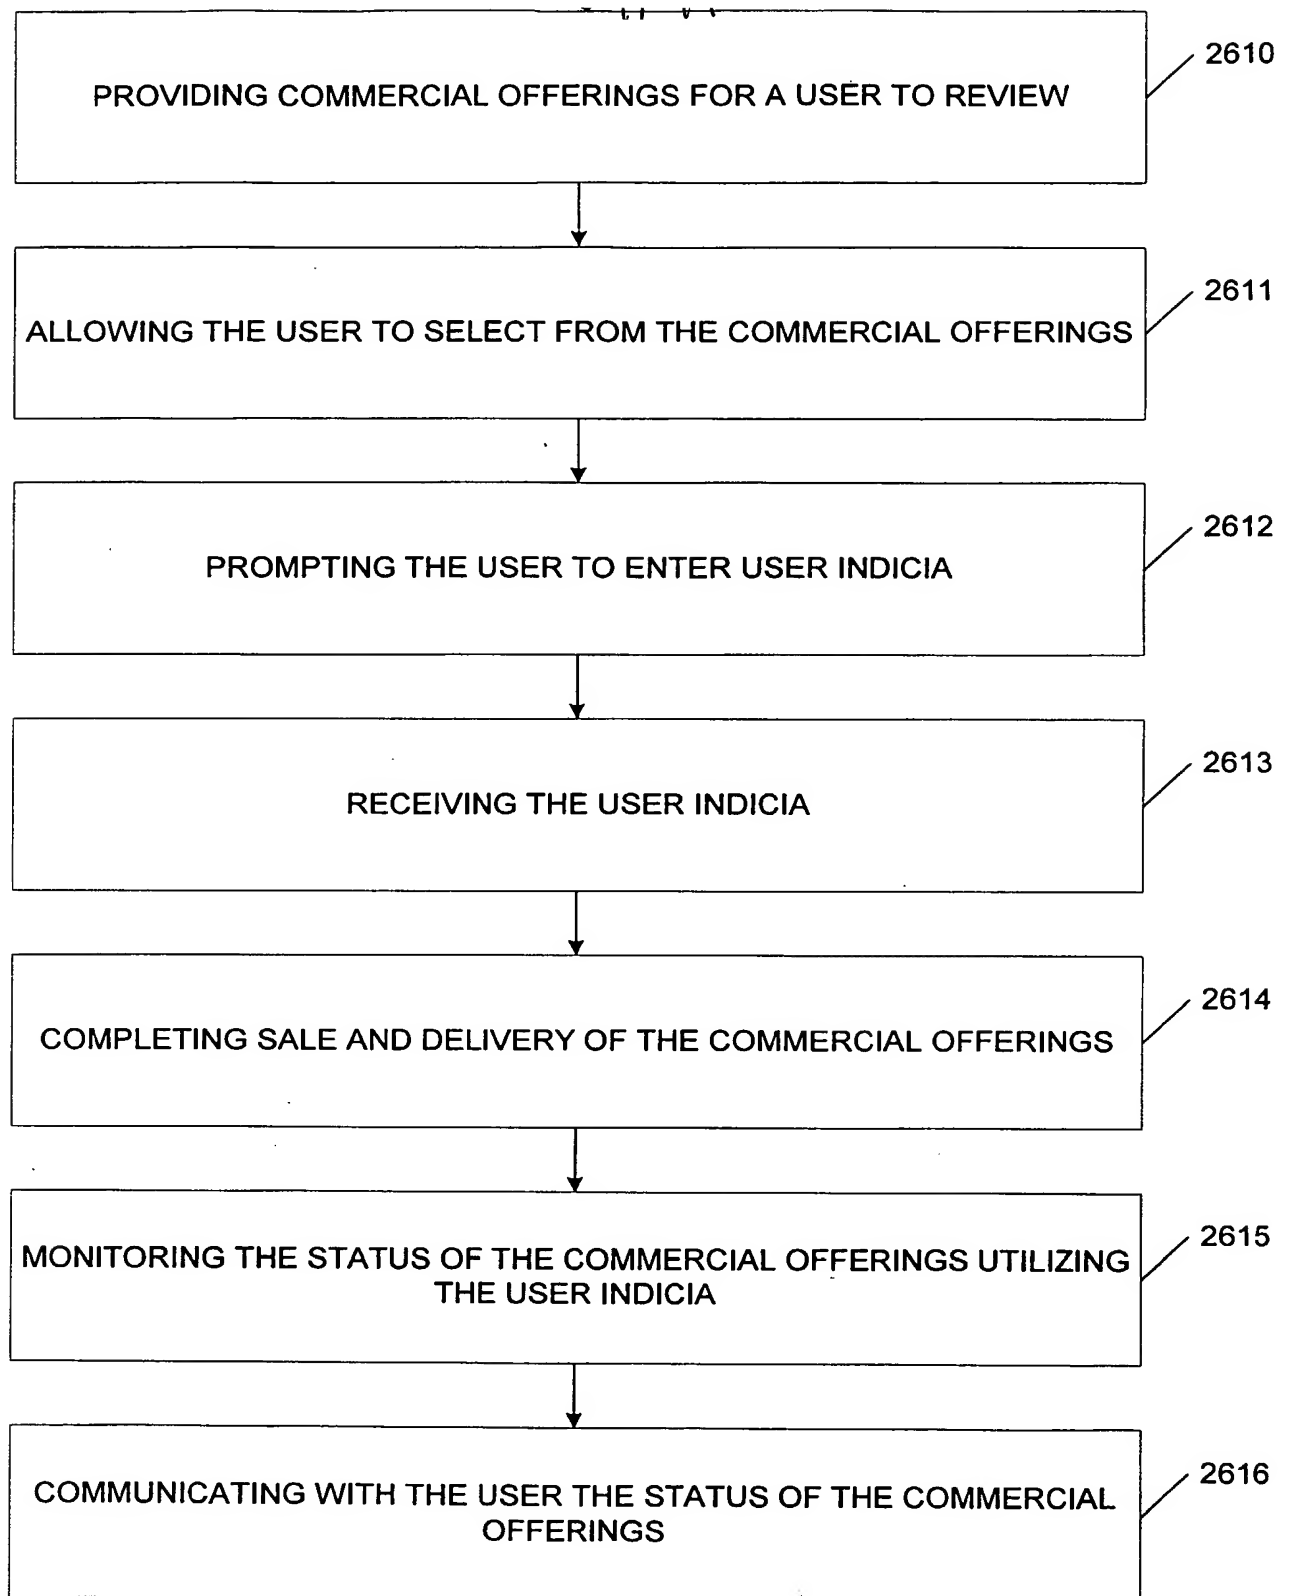 PROVIDING COMMERCIAL OFFERINGS FOR A USER TO REVIEW
2610
ALLOWING THE USER TO SELECT FROM THE COMMERCIAL OFFERINGS
2611
PROMPTING THE USER TO ENTER USER INDICIA
2612
RECEIVING THE USER INDICIA
2613
COMPLETING SALE AND DELIVERY OF THE COMMERCIAL OFFERINGS
2614
MONITORING THE STATUS OF THE COMMERCIAL OFFERINGS UTILIZING
THE USER INDICIA
2615
COMMUNICATING WITH THE USER THE STATUS OF THE COMMERCIAL
OFFERINGS
2616